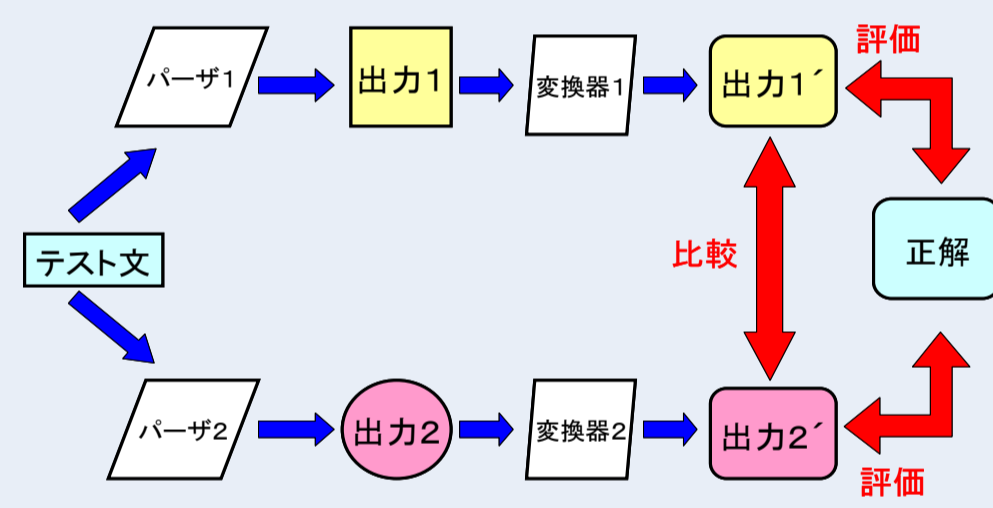 評価
パーザ1
出力1
変換器1
出力1´
テスト文
比較
正解
パーザ2
出力2
変換器2
出力2´
評価